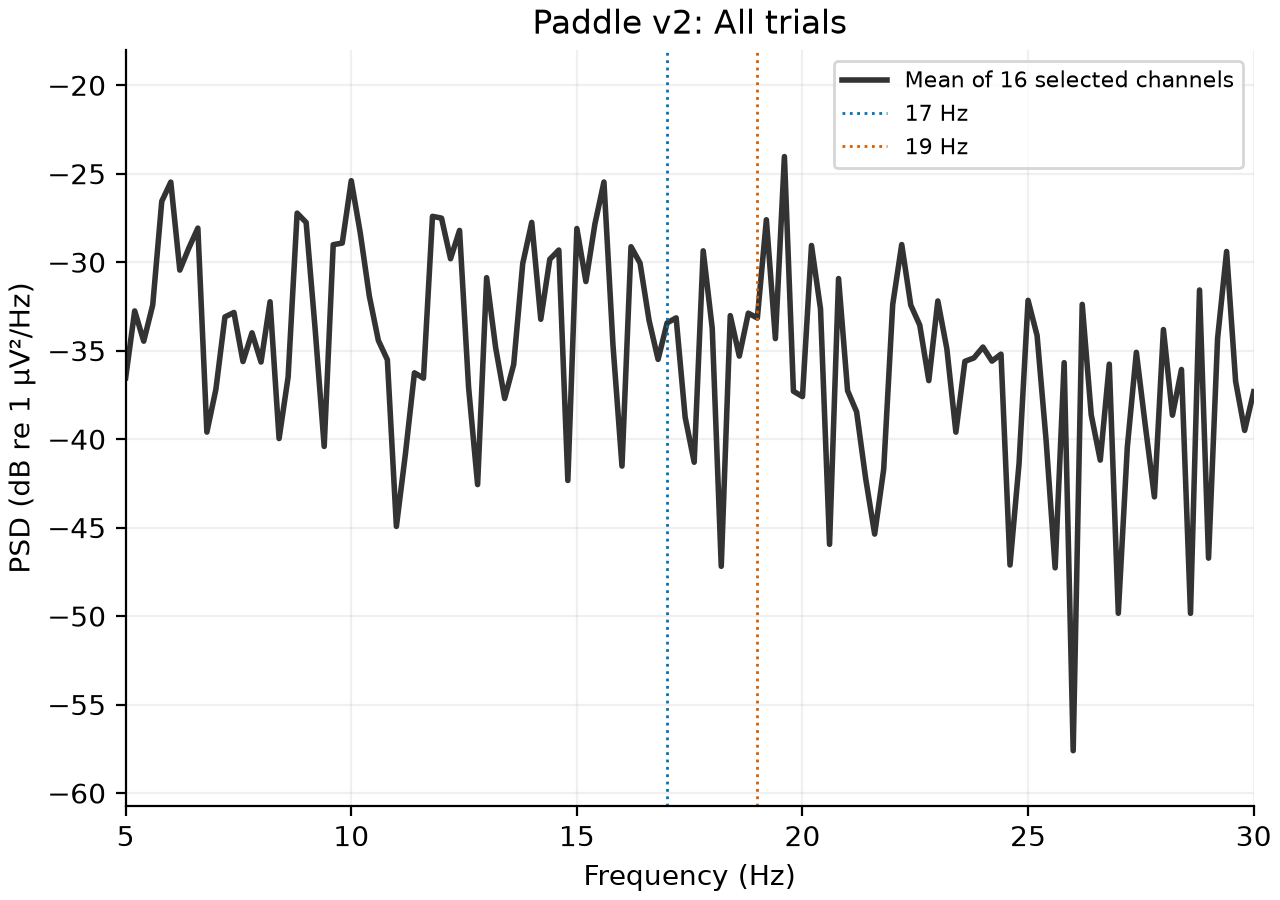 Paddle v2: All trials
Mean of 16 selected channels
17 Hz
19 Hz
PSD (dB re 1 µV²/Hz)
−20
−25
−30
−35
−40
−45
−50
−55
−60
5
10
15
20
25
30
Frequency (Hz)